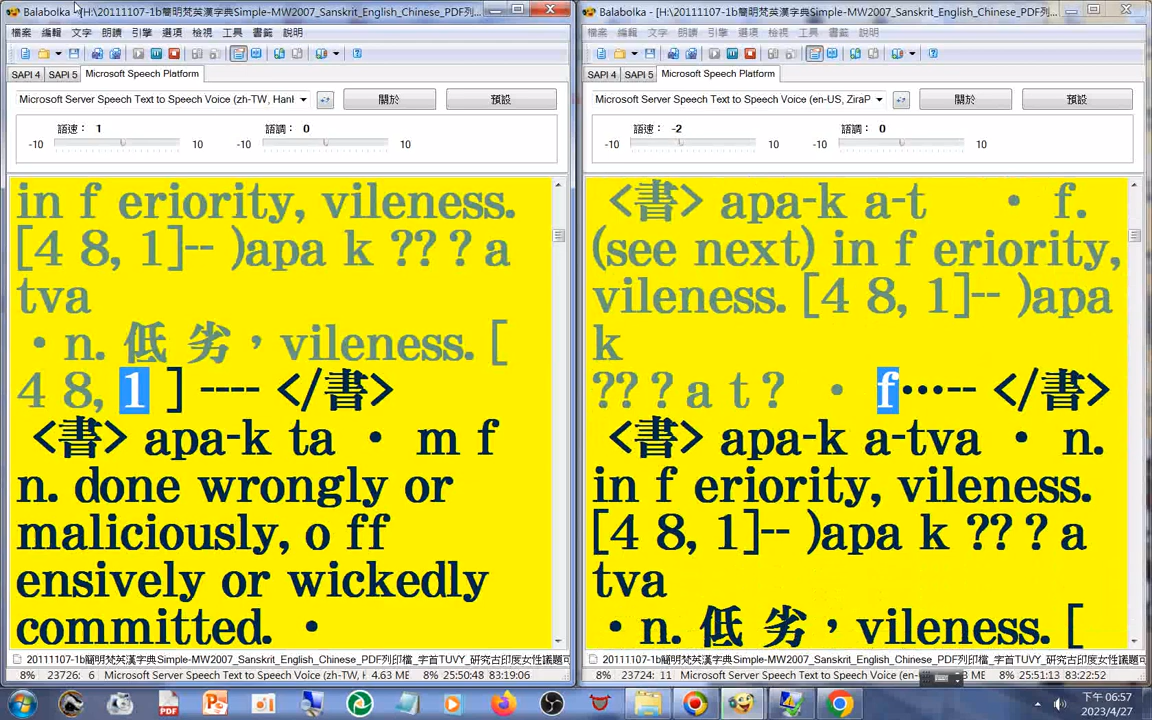 Balabolka - [H:\20111107-1b簡明梵英漢字典Simple-MW2007_Sanskrit_English_Chinese_PDF列...
檔案 編輯 文字 朗讀 引擎 選項 檢視 工具 書籤 說明
SAPI 4 SAPI 5 Microsoft Speech Platform
Microsoft Server Speech Text to Speech Voice (zh-TW, HanI
關於 預設
語速： 1 語調： 0
-10 10 -10 10
in f eriority, vileness.
[4 8, 1]-- )apa k ?? ? a
tva
・n. 低 劣，vileness. [
4 8, 1 ] ---- </書>
<書> apa-k ta ・ m f
n. done wrongly or
maliciously, o ff
ensively or wickedly
committed. ・
20111107-1b簡明梵英漢字典Simple-MW2007_Sanskrit_English_Chinese_PDF列印檔_字首TUVY_研究古印度女性議題可
8% 23726: 6 Microsoft Server Speech Text to Speech Voice (zh-TW, H 4.63 ME 8% 25:50:48 83:19:06
Balabolka - [H:\20111107-1b簡明梵英漢字典Simple-MW2007_Sanskrit_English_Chinese_PDF列印...
檔案 編輯 文字 朗讀 引擎 選項 檢視 工具 書籤 說明
SAPI 4 SAPI 5 Microsoft Speech Platform
Microsoft Server Speech Text to Speech Voice (en-US, ZiraP
關於 預設
語速： -2 語調： 0
-10 10 -10 10
<書> apa-k a-t ・ f.
(see next) in f eriority,
vileness. [4 8, 1]-- )apa
k
?? ? a t ? ・ f…-- </書>
<書> apa-k a-tva ・ n.
in f eriority, vileness.
[4 8, 1]-- )apa k ?? ? a
tva
・n. 低 劣，vileness. [
20111107-1b簡明梵英漢字典Simple-MW2007_Sanskrit_English_Chinese_PDF列印檔_字首TUVY_研究古印度女性議題可
8% 23724: 11 Microsoft Server Speech Text to Speech Voice 8% 25:51:13 83:22:52
下午 06:57
2023/4/27